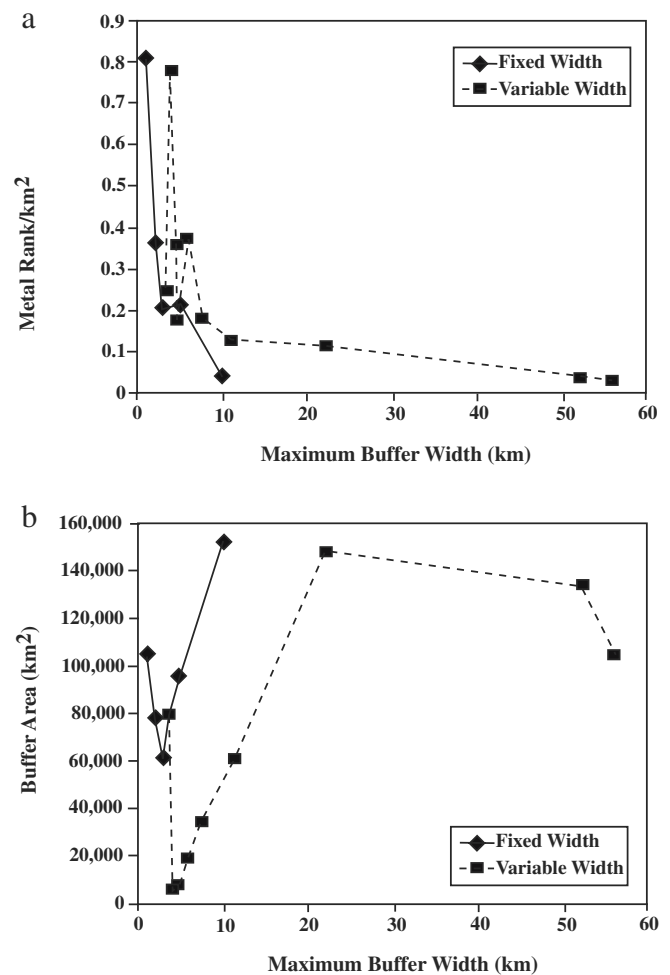 a
0.9
0.8
0.7
0.6
0.5
0.4
0.3
0.2
0.1
0
Metal Rank/km²
Fixed Width
Variable Width
0 10 20 30 40 50 60
Maximum Buffer Width (km)
b
160,000
140,000
120,000
100,000
80,000
60,000
40,000
20,000
0
Buffer Area (km²)
Fixed Width
Variable Width
0 10 20 30 40 50 60
Maximum Buffer Width (km)